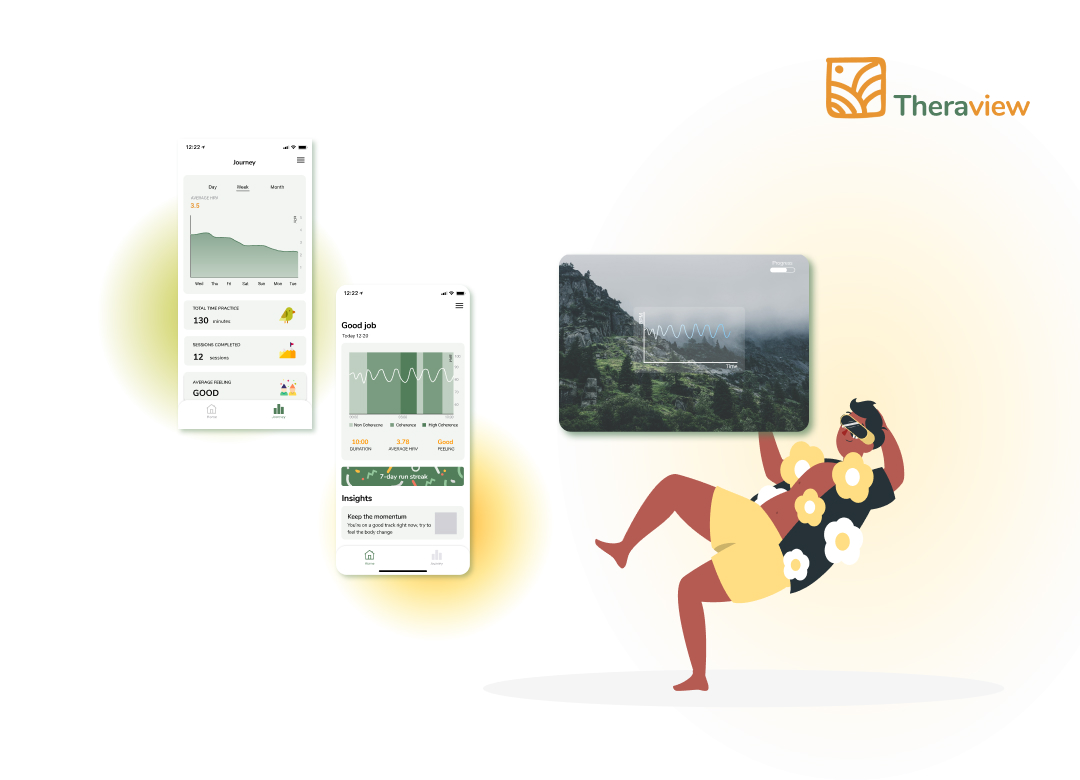 Theraview
12:22
Journey
Day Week Month
AVERAGE HRV
3.5
Wed Thu Fri Sat Sun Mon Tue
TOTAL TIME PRACTICE
130 minutes
SESSIONS COMPLETED
12 sessions
AVERAGE FEELING
GOOD
Home Journey
12:22
Good job
Today 12-20
100
Non Coherence Coherence High Coherence
10:00 3.78 Good
DURATION AVERAGE HRV FEELING
7-day run streak
Insights
Keep the momentum
You're on a good track right now, try to
feel the body change
Home
Progress
Time